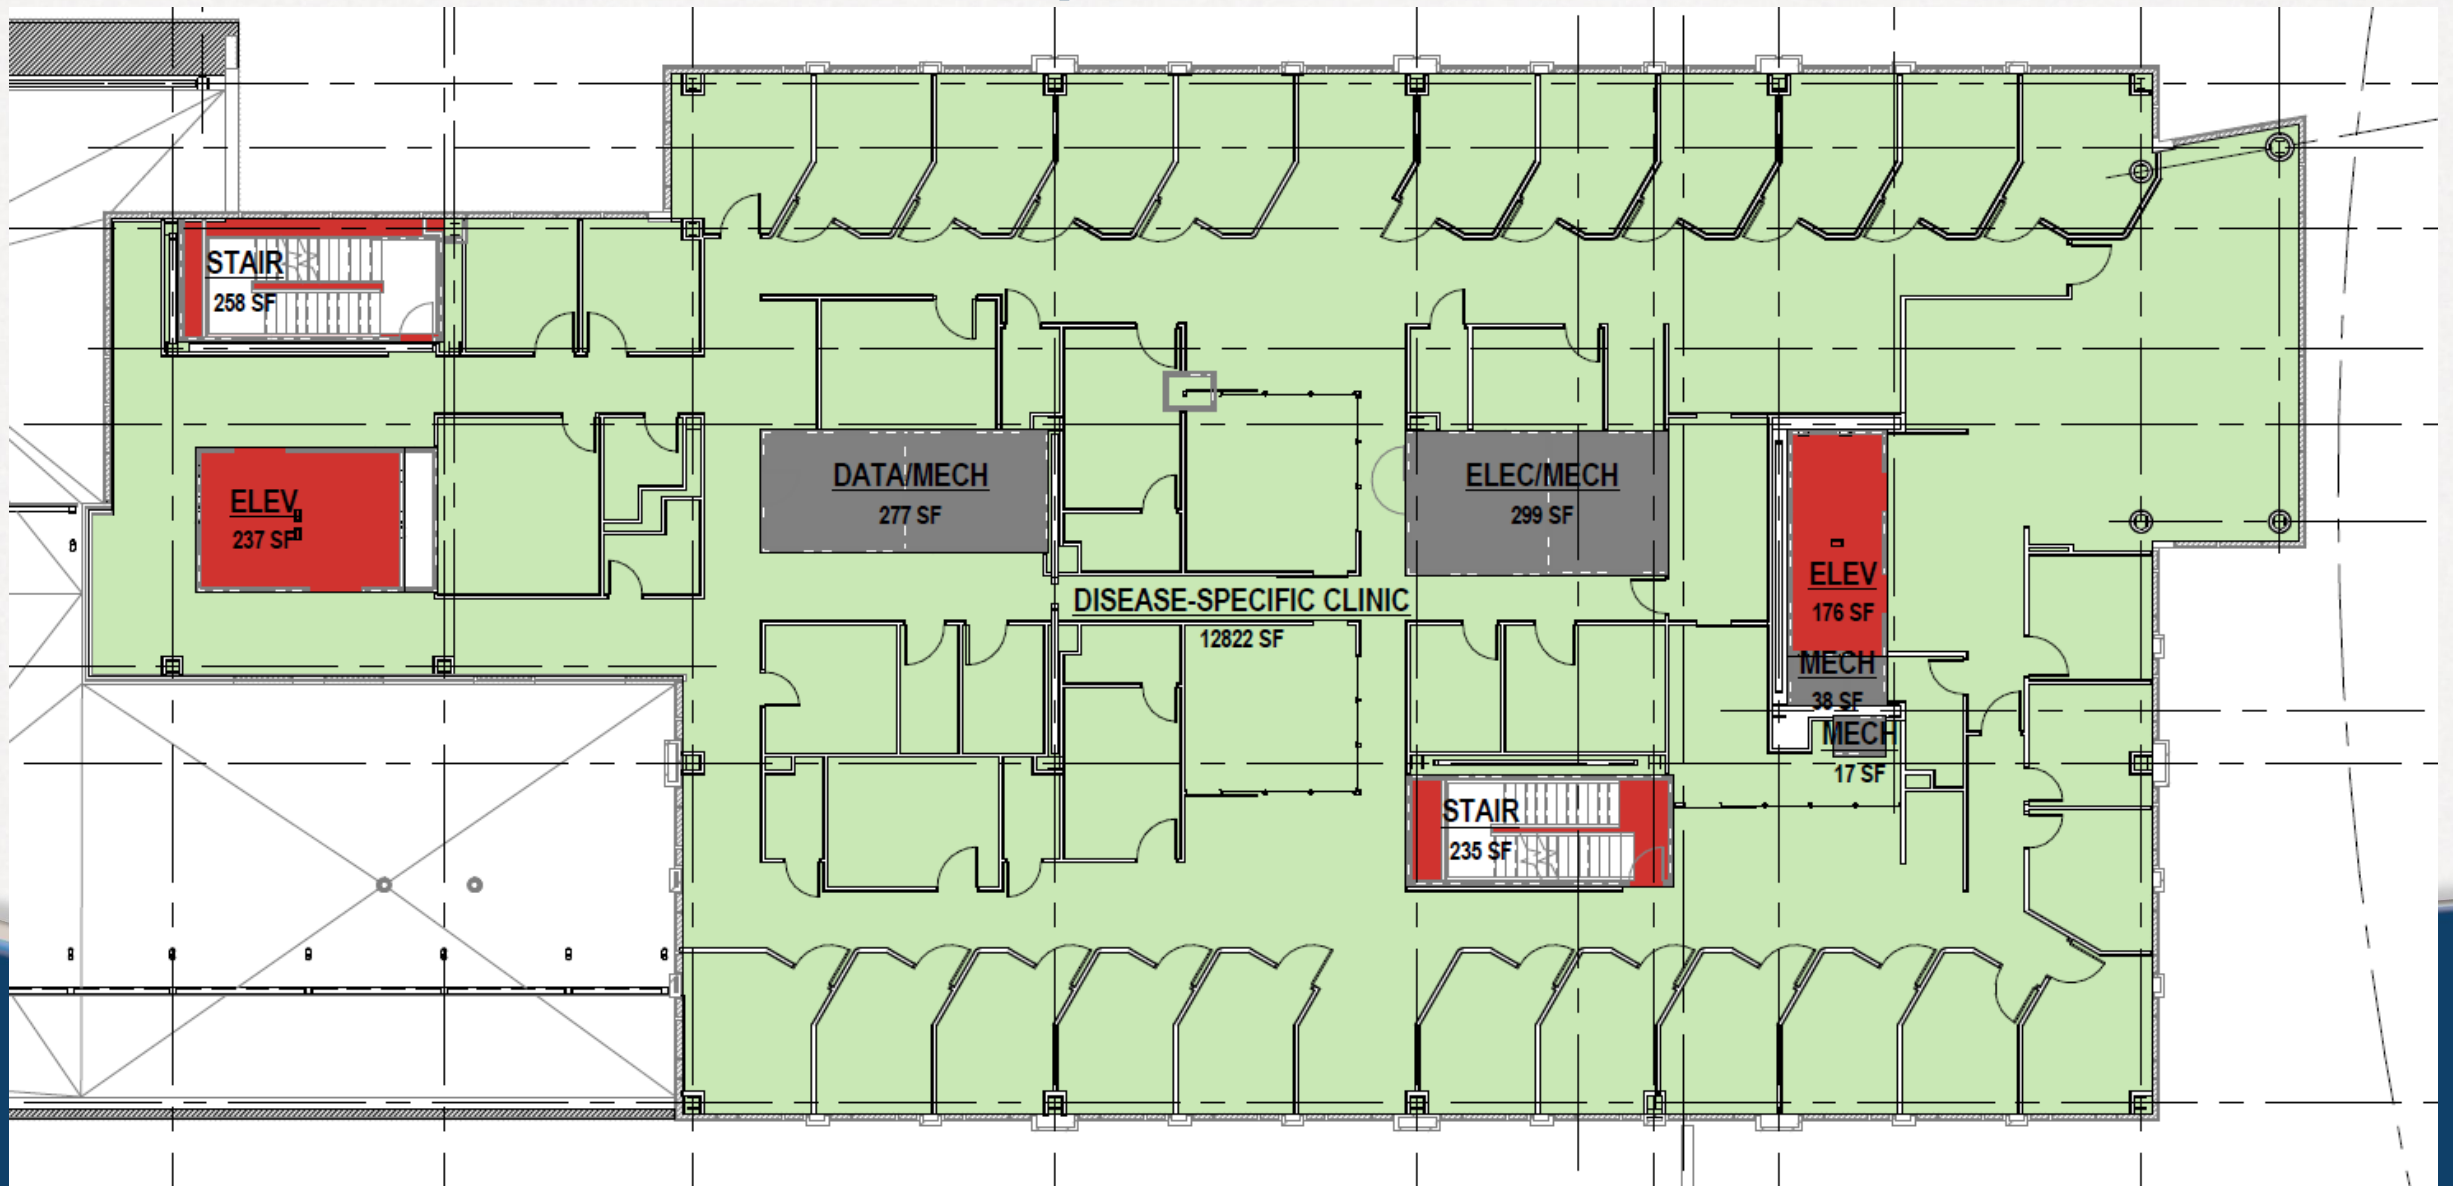 STAIR
258 SF
ELEV
237 SF
DATA/MECH
277 SF
ELEC/MECH
299 SF
DISEASE-SPECIFIC CLINIC
12822 SF
ELEV
176 SF
MECH
38 SF
MECH
17 SF
STAIR
235 SF